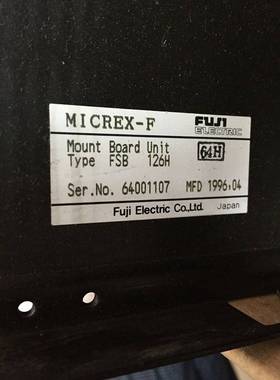 MICREX-F FUJI ELECTRIC
Mount Board Unit
Type FSB 126H 64H
Ser.No. 64001107 MFD 1996.04
Fuji Electric Co.,Ltd. Japan